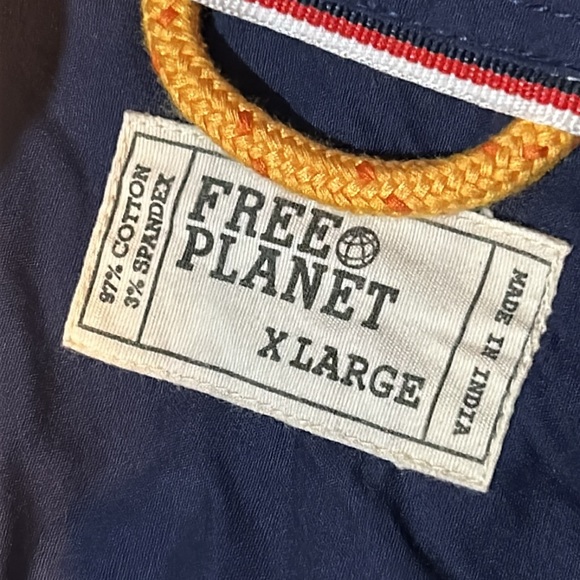 97% COTTON
3% SPANDEX
FREE
PLANET
X LARGE
MADE IN INDIA